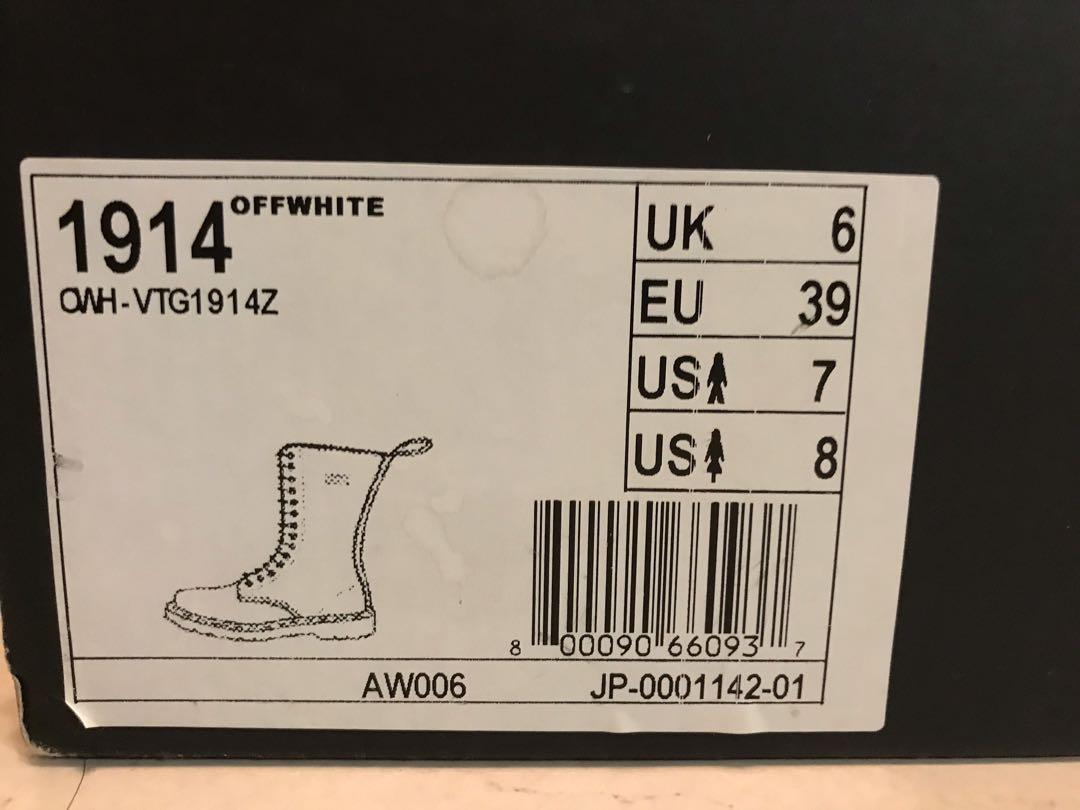 1914 OFFWHITE
OWH-VTG1914Z
UK 6
EU 39
US 7
US 8
8 00090 66093 7
AW006 JP-0001142-01